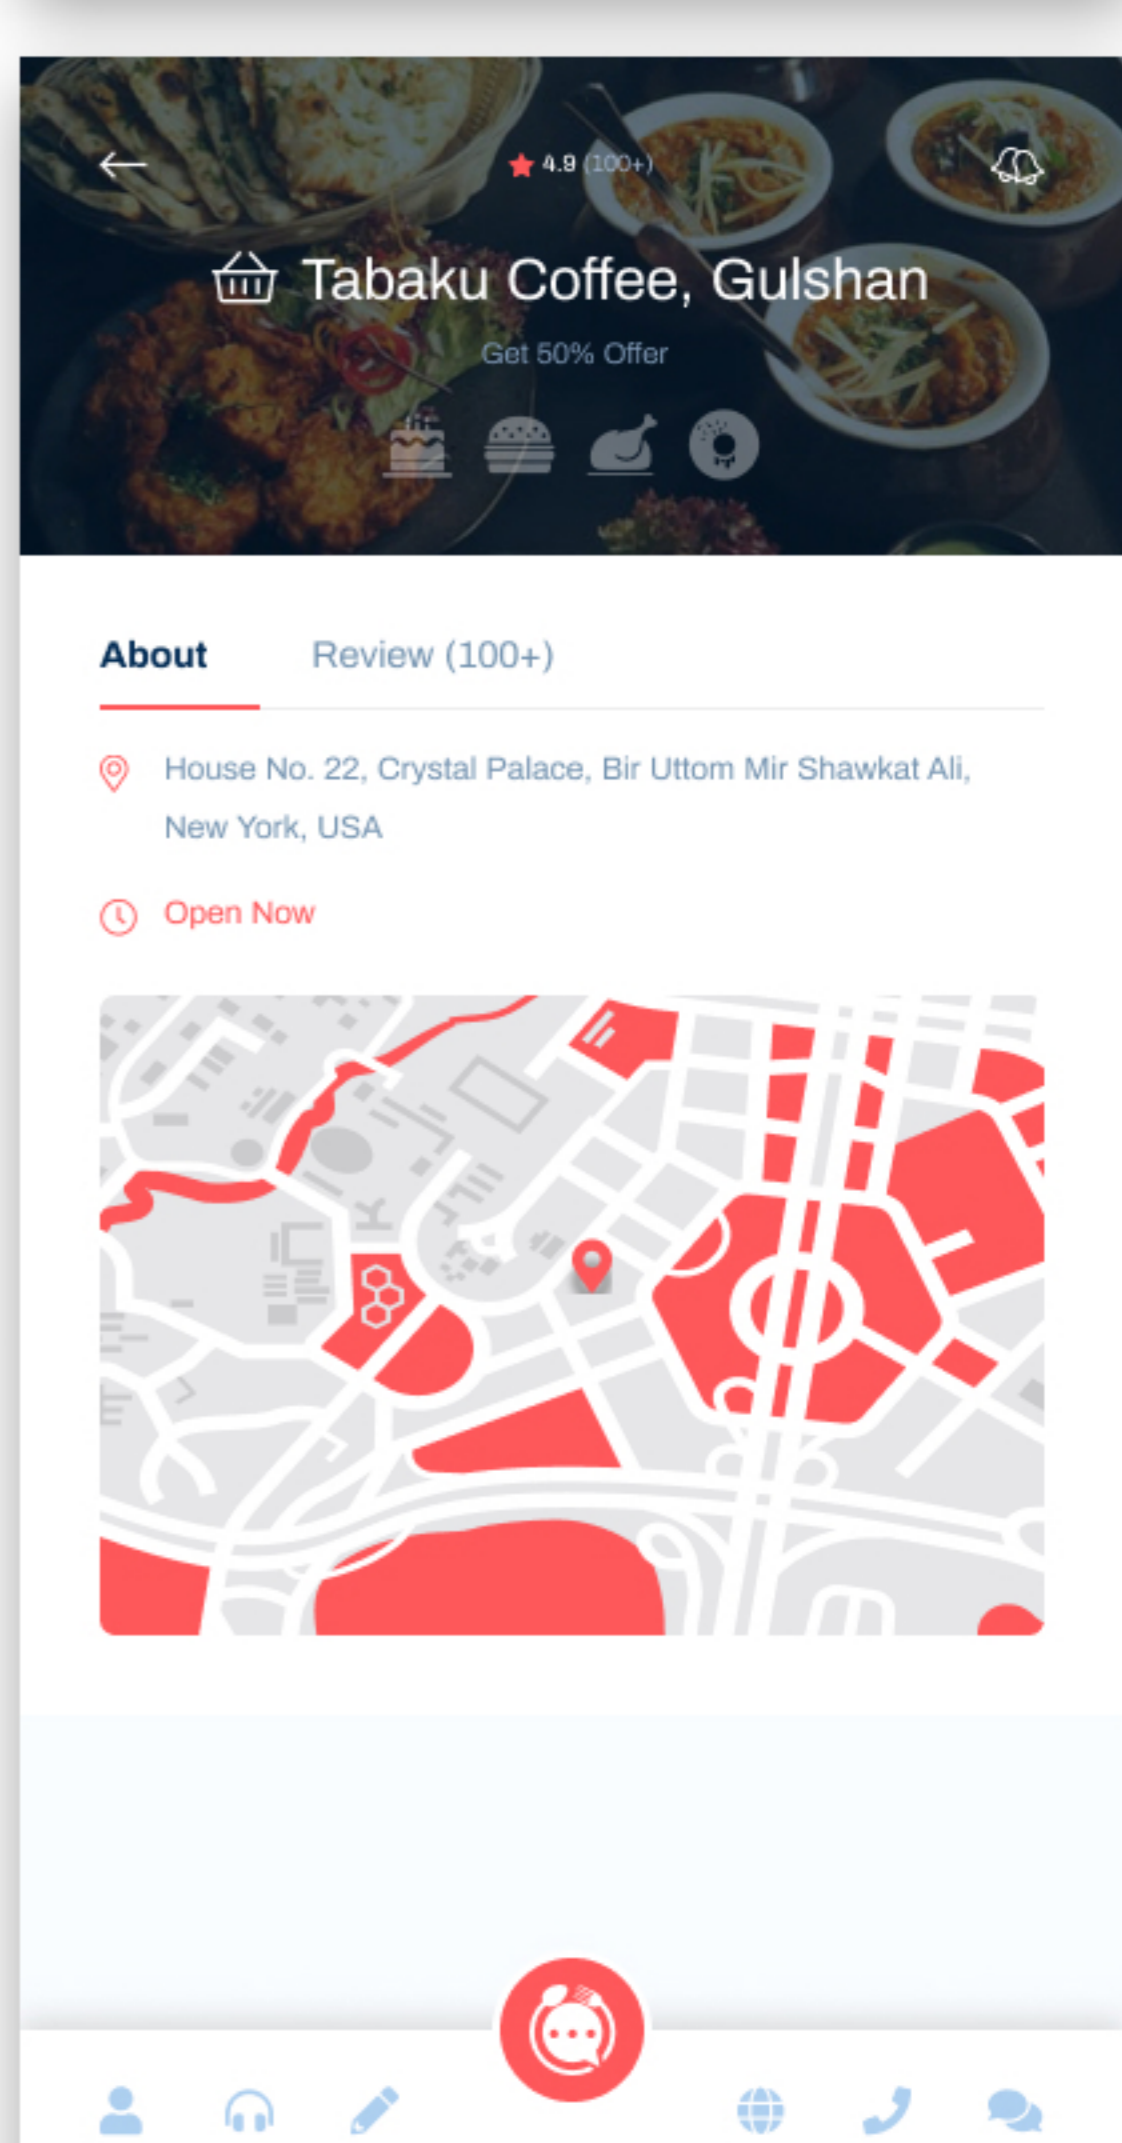 4.9 (100+)
Tabaku Coffee, Gulshan
Get 50% Offer
About
Review (100+)
House No. 22, Crystal Palace, Bir Uttom Mir Shawkat Ali,
New York, USA
Open Now